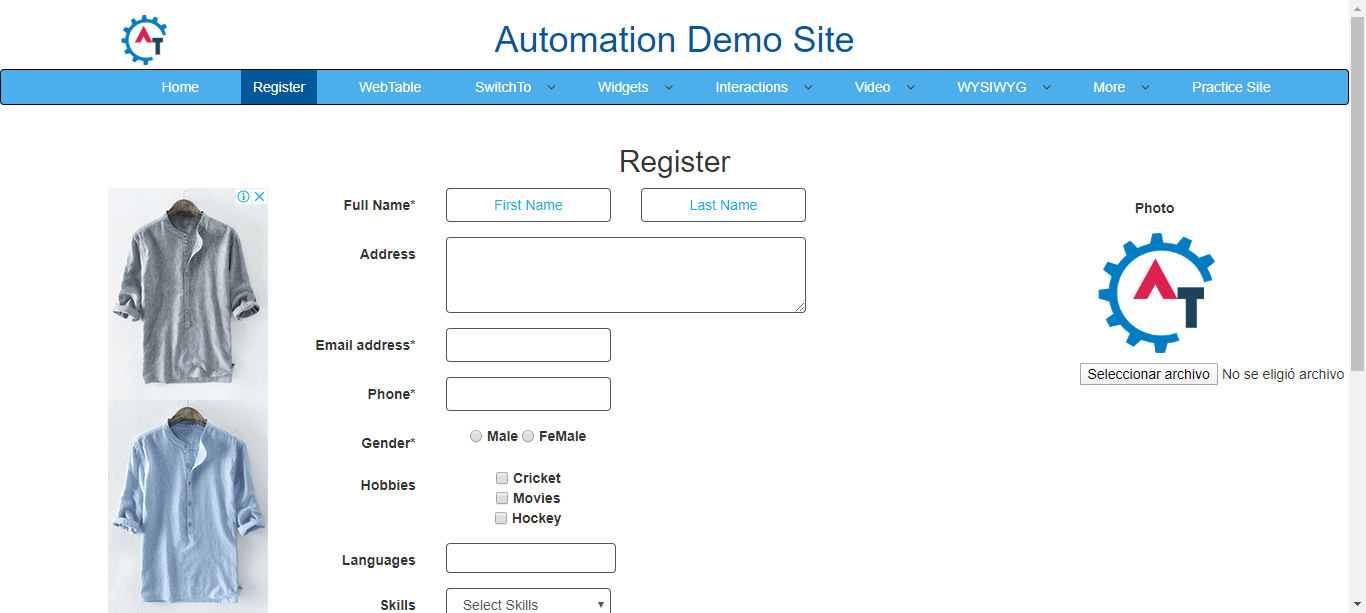 AT
Automation Demo Site
Home Register WebTable SwitchTo Widgets Interactions Video WYSIWYG More Practice Site
Register
Full Name* First Name Last Name
Photo
Address
AT
Email address*
Seleccionar archivo No se eligió archivo
Phone*
Gender* Male FeMale
Hobbies Cricket
Movies
Hockey
Languages
Skills Select Skills